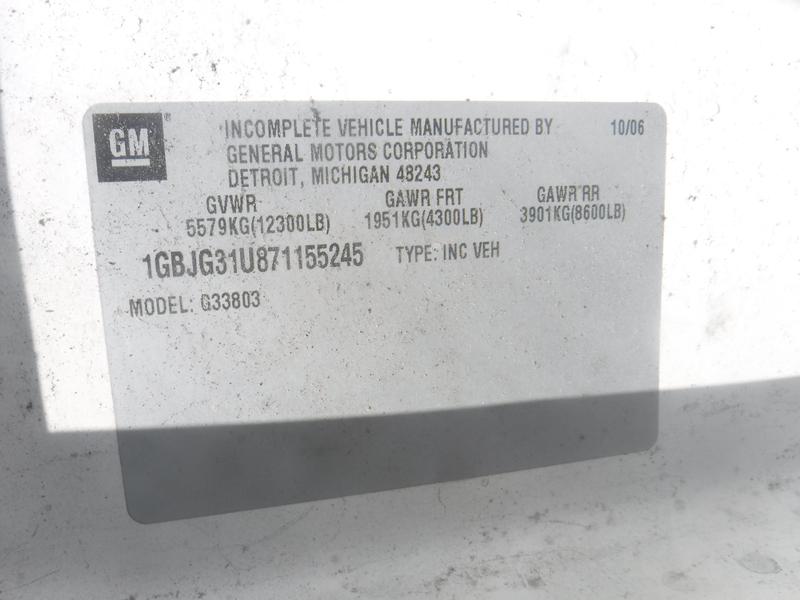 GM ® INCOMPLETE VEHICLE MANUFACTURED BY 10/06
GENERAL MOTORS CORPORATION
DETROIT, MICHIGAN 48243
GVWR GAWR FRT GAWR RR
5579KG(12300LB) 1951KG(4300LB) 3901KG(8600LB)
1GBJG31U871155245 TYPE: INC VEH
MODEL: G33803